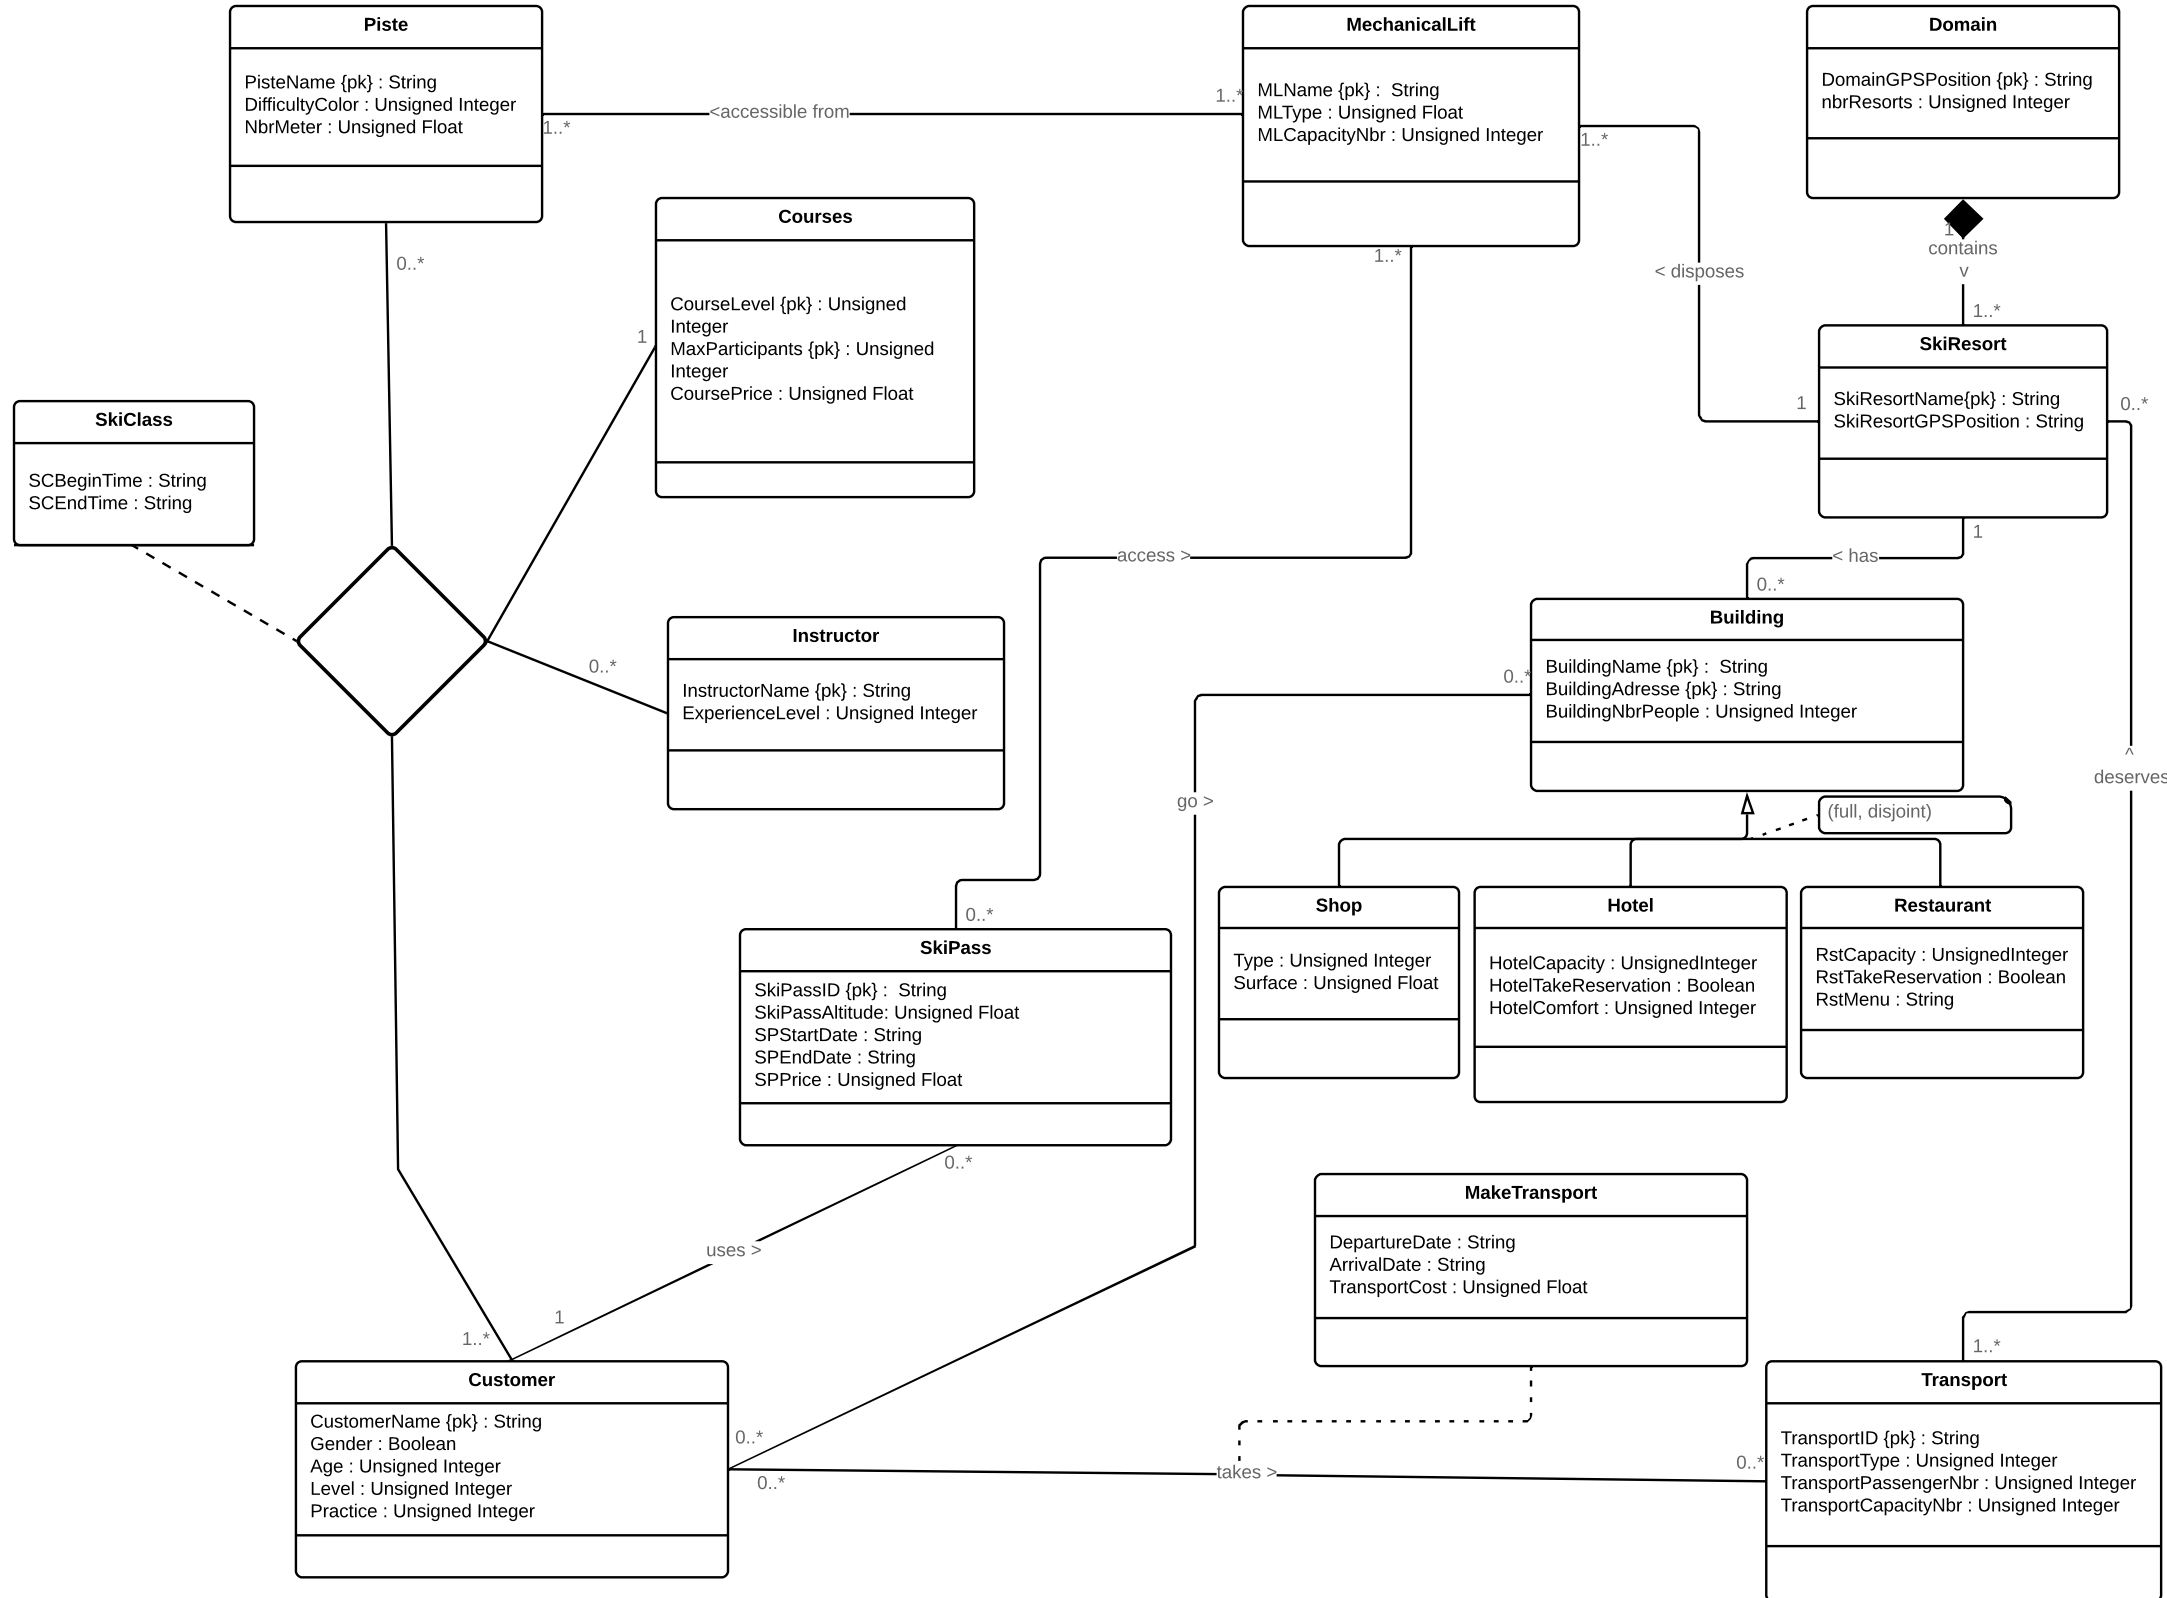 Piste
PisteName {pk} : String
DifficultyColor : Unsigned Integer
NbrMeter : Unsigned Float
<accessible from
1..*
1..*
MechanicalLift
MLName {pk} :  String
MLType : Unsigned Float
MLCapacityNbr : Unsigned Integer
1..*
1..*
Domain
DomainGPSPosition {pk} : String
nbrResorts : Unsigned Integer
1
contains
v
1..*
< disposes
1
0..*
Courses
CourseLevel {pk} : Unsigned
Integer
MaxParticipants {pk} : Unsigned
Integer
CoursePrice : Unsigned Float
1
0..*
SkiResort
SkiResortName{pk} : String
SkiResortGPSPosition : String
1
SkiClass
SCBeginTime : String
SCEndTime : String
access >
< has
0..*
Instructor
InstructorName {pk} : String
ExperienceLevel : Unsigned Integer
0..*
Building
BuildingName {pk} :  String
BuildingAdresse {pk} : String
BuildingNbrPeople : Unsigned Integer
0..*
^
deserves
go >
(full, disjoint)
Shop
Type : Unsigned Integer
Surface : Unsigned Float
Hotel
HotelCapacity : UnsignedInteger
HotelTakeReservation : Boolean
HotelComfort : Unsigned Integer
Restaurant
RstCapacity : UnsignedInteger
RstTakeReservation : Boolean
RstMenu : String
0..*
SkiPass
SkiPassID {pk} :  String
SkiPassAltitude: Unsigned Float
SPStartDate : String
SPEndDate : String
SPPrice : Unsigned Float
0..*
uses >
1
1..*
MakeTransport
DepartureDate : String
ArrivalDate : String
TransportCost : Unsigned Float
Customer
CustomerName {pk} : String
Gender : Boolean
Age : Unsigned Integer
Level : Unsigned Integer
Practice : Unsigned Integer
0..*
0..*
takes >
0..*
1..*
Transport
TransportID {pk} : String
TransportType : Unsigned Integer
TransportPassengerNbr : Unsigned Integer
TransportCapacityNbr : Unsigned Integer